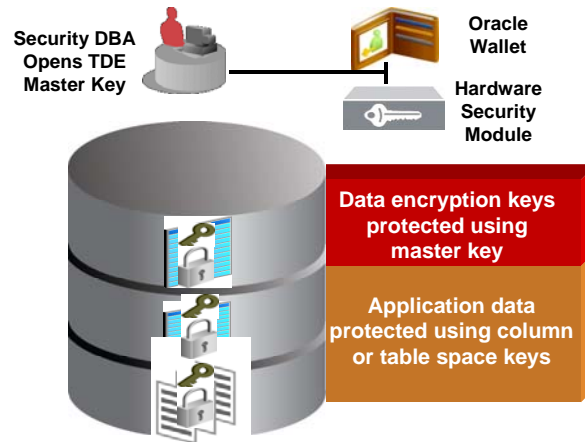 Security DBA
Opens TDE
Master Key
Oracle
Wallet
Hardware
Security
Module
Data encryption keys
protected using
master key
Application data
protected using column
or table space keys